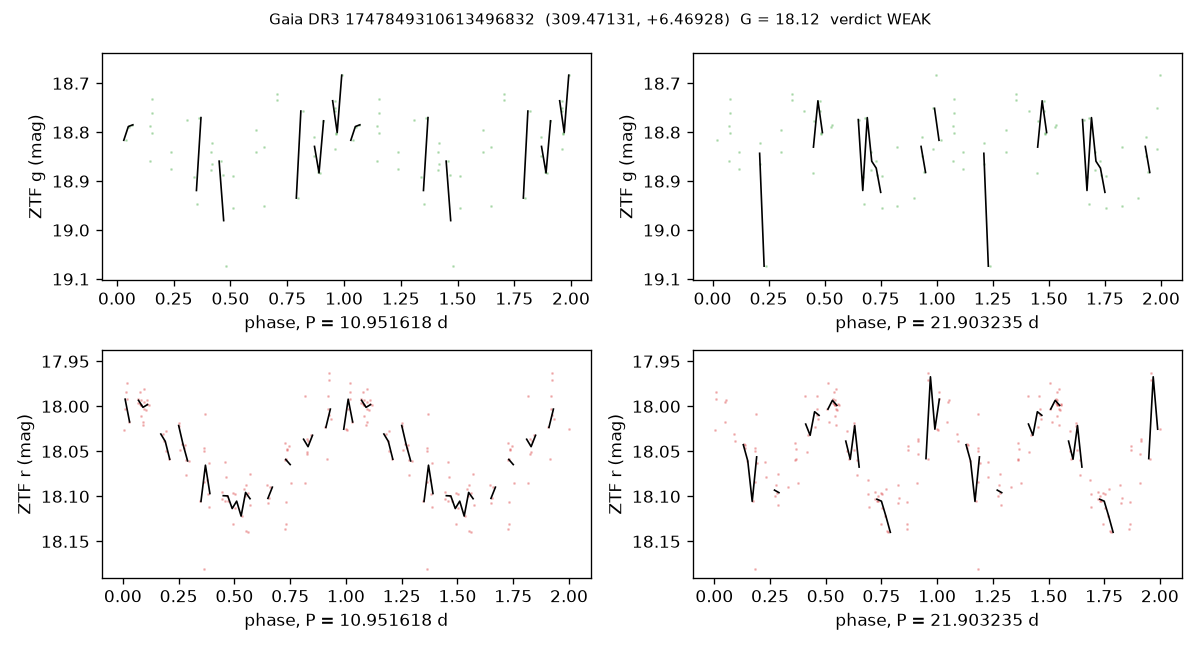 Gaia DR3 1747849310613496832  (309.47131, +6.46928)  G = 18.12  verdict WEAK
ZTF g (mag)
18.7
18.8
18.9
19.0
19.1
0.00 0.25 0.50 0.75 1.00 1.25 1.50 1.75 2.00
phase, P = 10.951618 d
ZTF g (mag)
18.7
18.8
18.9
19.0
19.1
0.00 0.25 0.50 0.75 1.00 1.25 1.50 1.75 2.00
phase, P = 21.903235 d
ZTF r (mag)
17.95
18.00
18.05
18.10
18.15
0.00 0.25 0.50 0.75 1.00 1.25 1.50 1.75 2.00
phase, P = 10.951618 d
ZTF r (mag)
17.95
18.00
18.05
18.10
18.15
0.00 0.25 0.50 0.75 1.00 1.25 1.50 1.75 2.00
phase, P = 21.903235 d